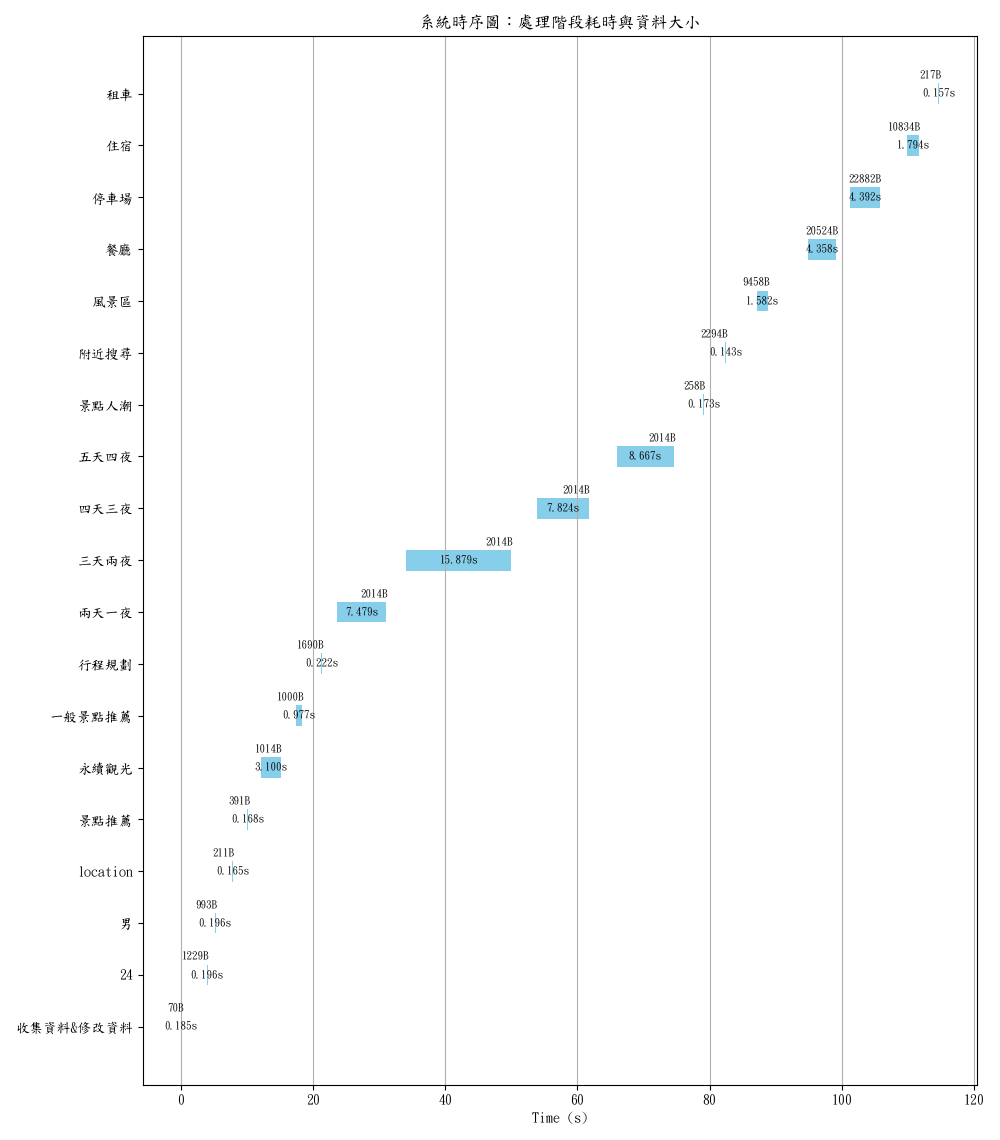 系統時序圖：處理階段耗時與資料大小
租車
217B
0.157s
住宿
10834B
1.794s
停車場
22882B
4.392s
餐廳
20524B
4.358s
風景區
9458B
1.582s
附近搜尋
2294B
0.143s
景點人潮
258B
0.173s
五天四夜
2014B
8.667s
四天三夜
2014B
7.824s
三天兩夜
2014B
15.879s
兩天一夜
2014B
7.479s
行程規劃
1690B
0.222s
一般景點推薦
1000B
0.977s
永續觀光
1014B
3.100s
景點推薦
391B
0.168s
location
211B
0.165s
男
993B
0.196s
24
1229B
0.196s
收集資料&修改資料
70B
0.185s
0 20 40 60 80 100 120
Time (s)